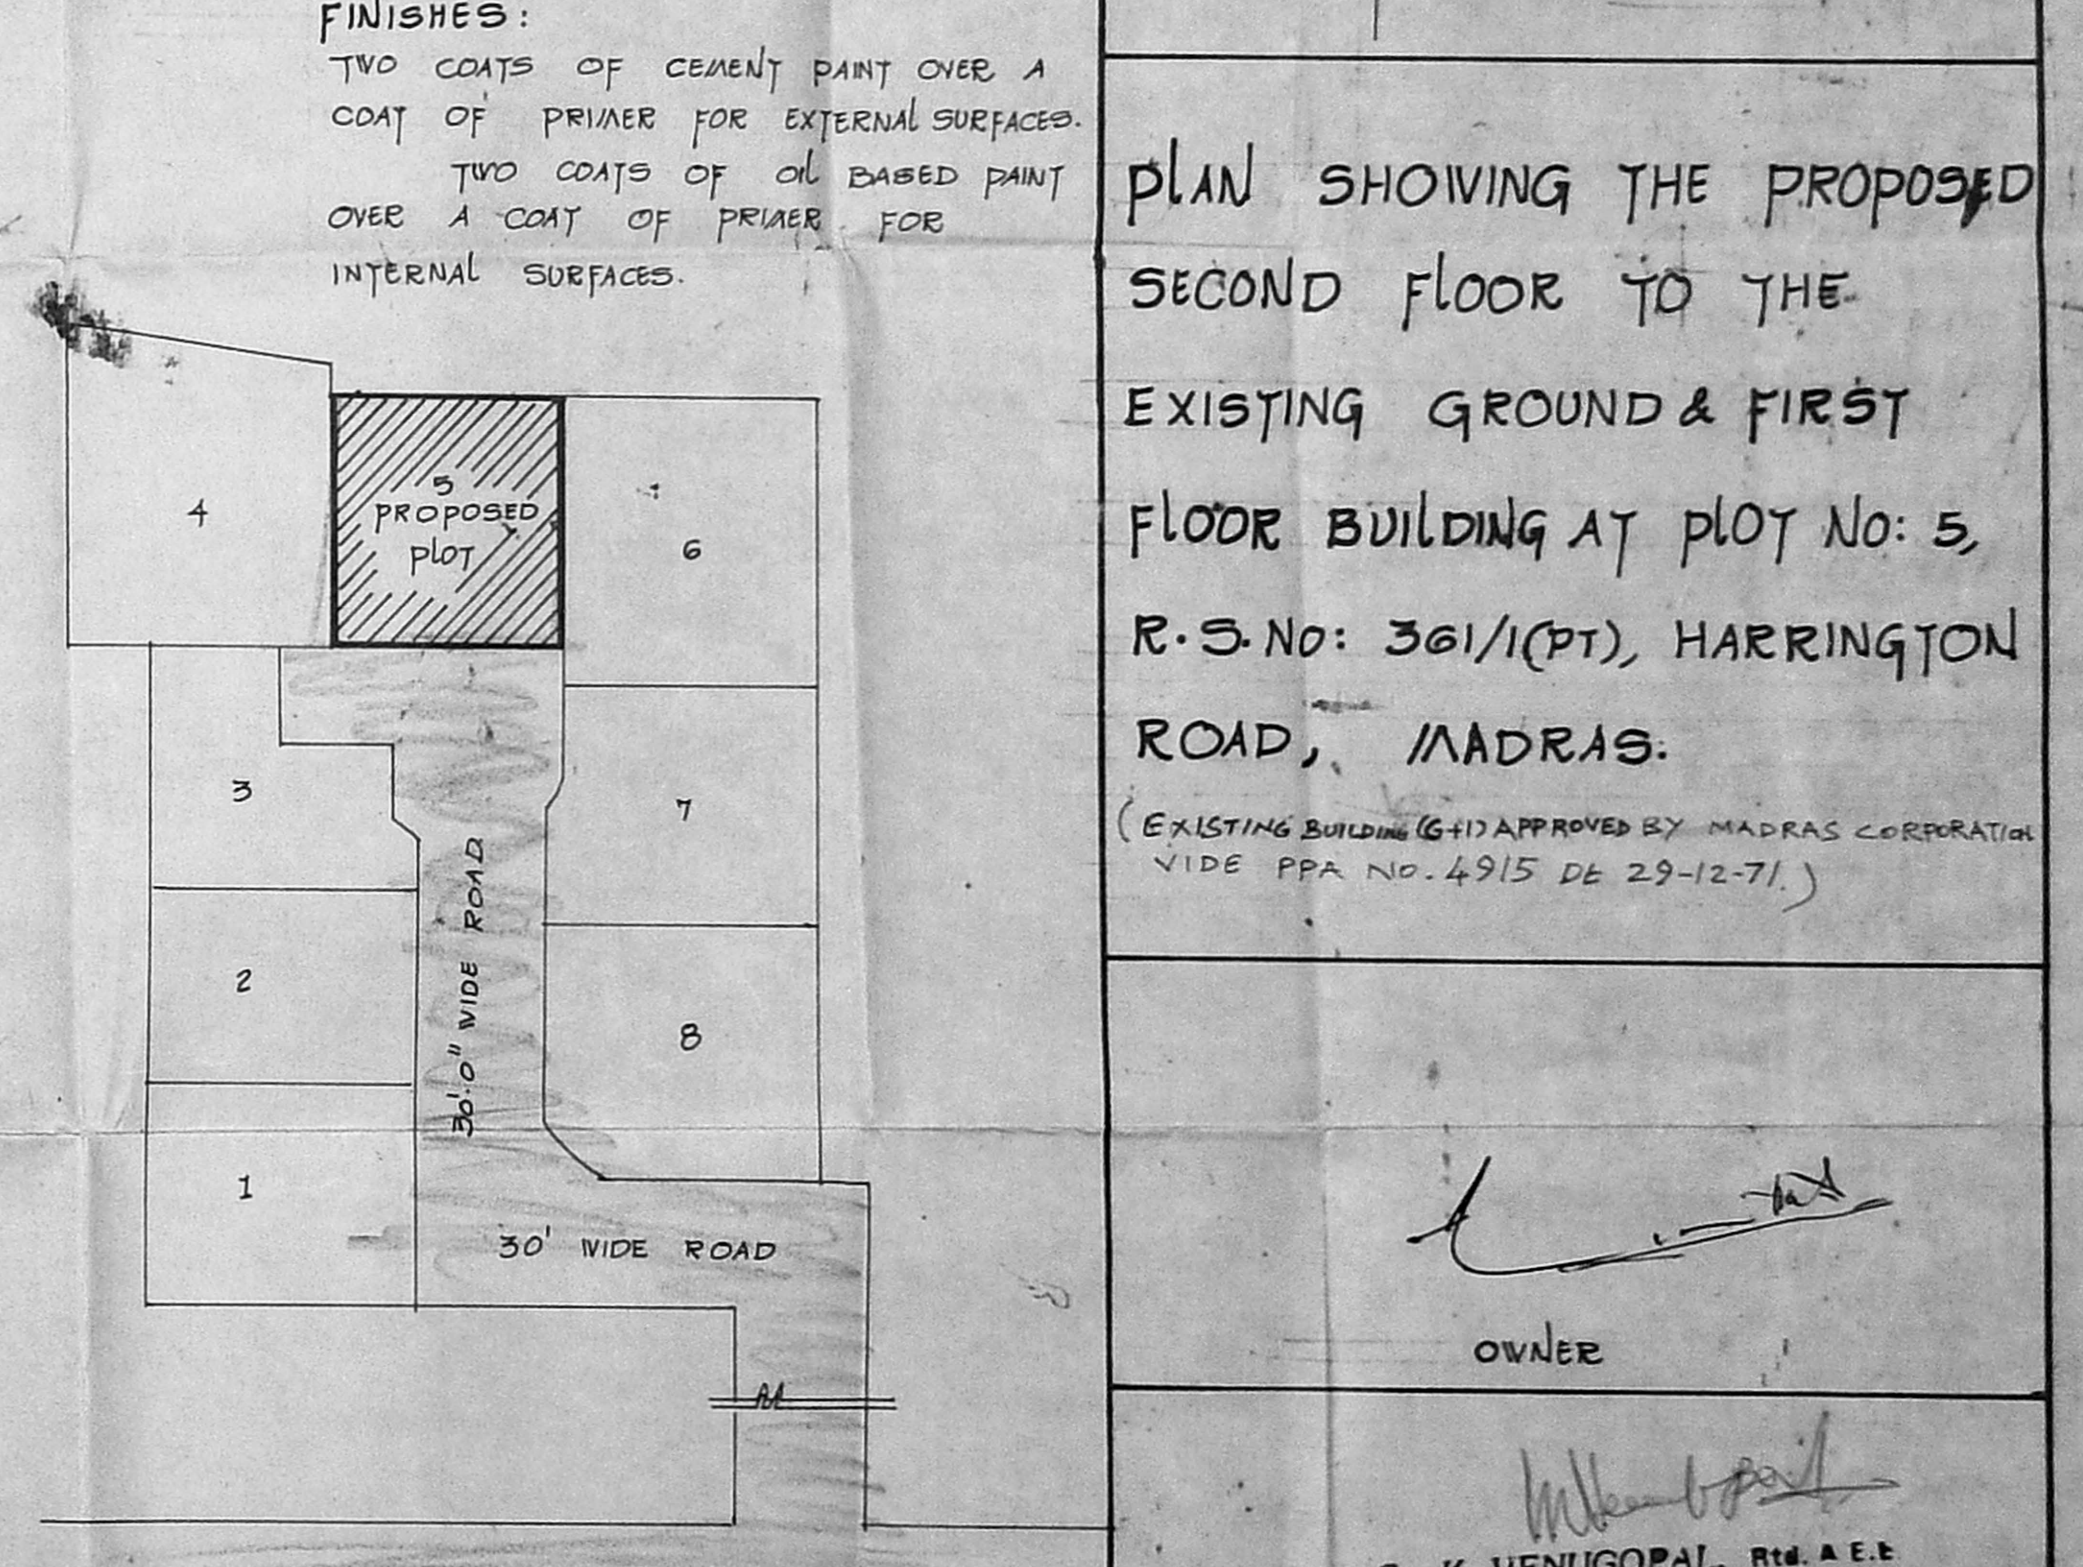 FINISHES:
TWO COATS OF CEMENT PAINT OVER A
COAT OF PRIMER FOR EXTERNAL SURFACES.
TWO COATS OF OIL BASED PAINT
OVER A COAT OF PRIMER FOR
INTERNAL SURFACES.
4
5
PROPOSED
PLOT
6
3
7
2
8
1
30'.0" WIDE ROAD
30' WIDE ROAD
PLAN SHOWING THE PROPOSED
SECOND FLOOR TO THE
EXISTING GROUND & FIRST
FLOOR BUILDING AT PLOT NO: 5,
R.S.NO: 361/1(PT), HARRINGTON
ROAD, MADRAS.
(EXISTING BUILDING (G+1) APPROVED BY MADRAS CORPORATION
VIDE PPA NO. 4915 Dt 29-12-71.)
OWNER
K. VENUGOPAL, Rtd. A.E.E